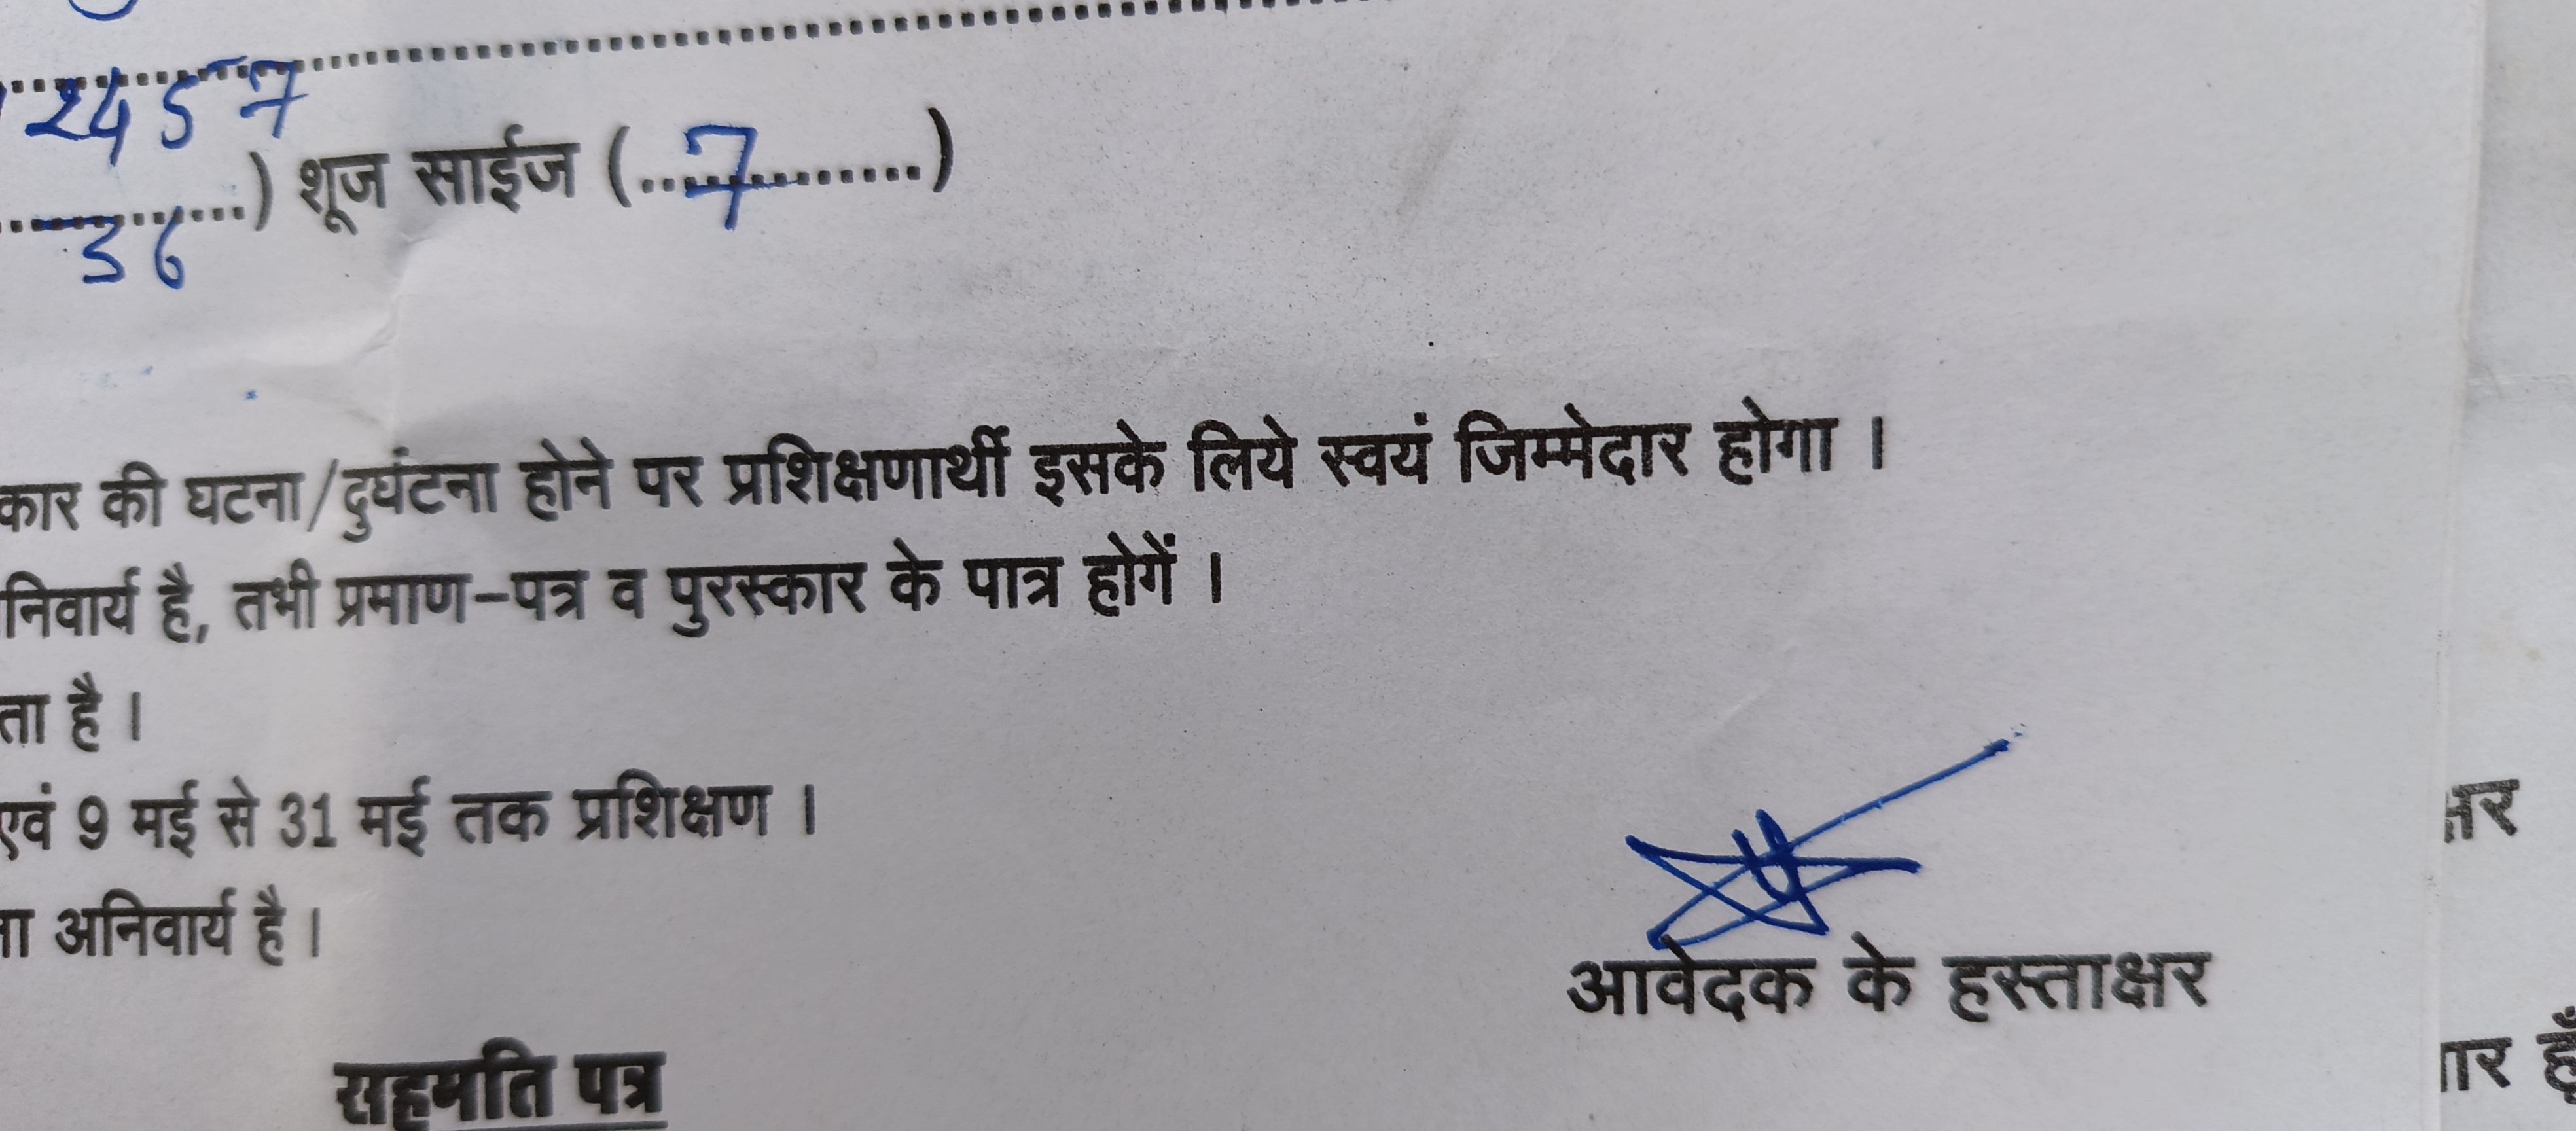 2457
..............) शूज साईज (....7............)
36
कार की घटना/दुर्घटना होने पर प्रशिक्षणार्थी इसके लिये स्वयं जिम्मेदार होगा ।
निवार्य है, तभी प्रमाण-पत्र व पुरस्कार के पात्र होगें ।
ता है ।
एवं 9 मई से 31 मई तक प्रशिक्षण ।
क्षर
ना अनिवार्य है ।
आवेदक के हस्ताक्षर
सहमति पत्र
ार हूँ